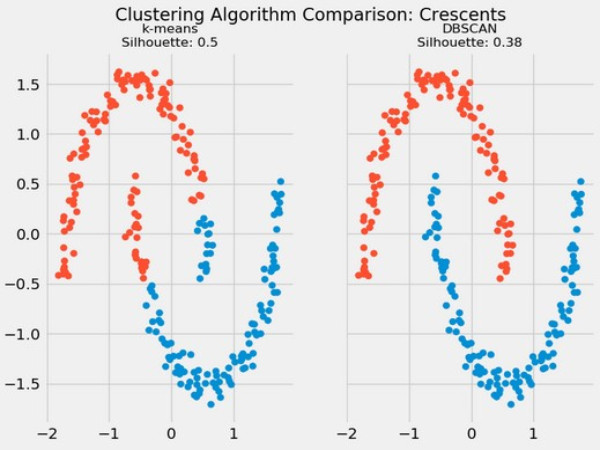 Clustering Algorithm Comparison: Crescents
k-means
Silhouette: 0.5
DBSCAN
Silhouette: 0.38
1.5
1.0
0.5
0.0
−0.5
−1.0
−1.5
−2 −1 0 1
−2 −1 0 1